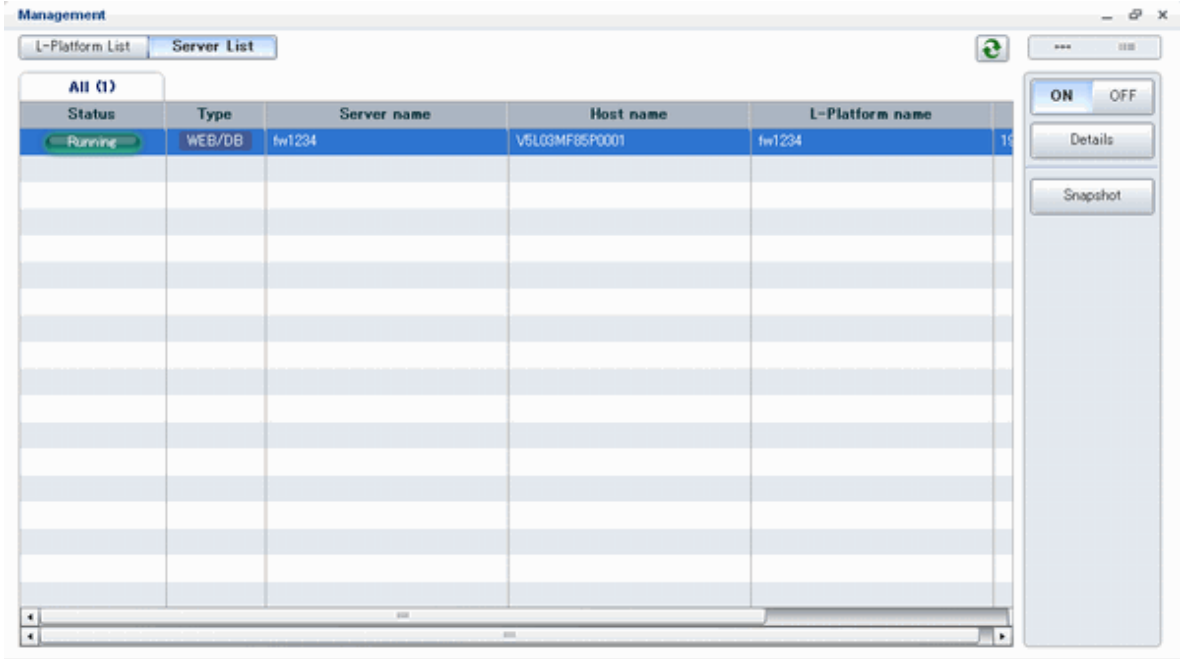 Management
L-Platform List Server List
All (1)
ON OFF
Status Type Server name Host name L-Platform name
Running WEB/DB fw1234 V5L03MF85P0001 fw1234 19
Details
Snapshot